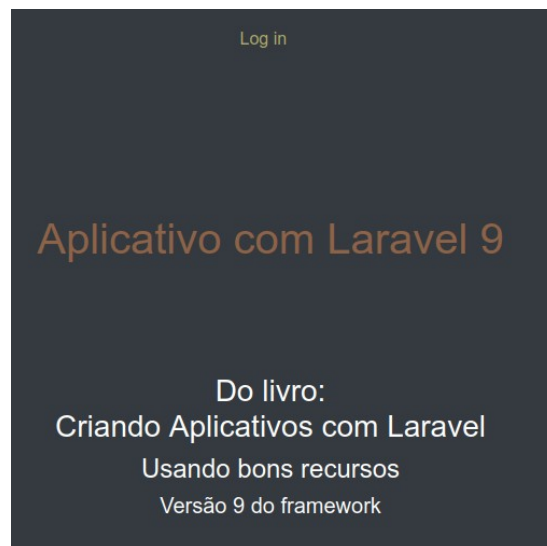 Log in
Aplicativo com Laravel 9
Do livro:
Criando Aplicativos com Laravel
Usando bons recursos
Versão 9 do framework